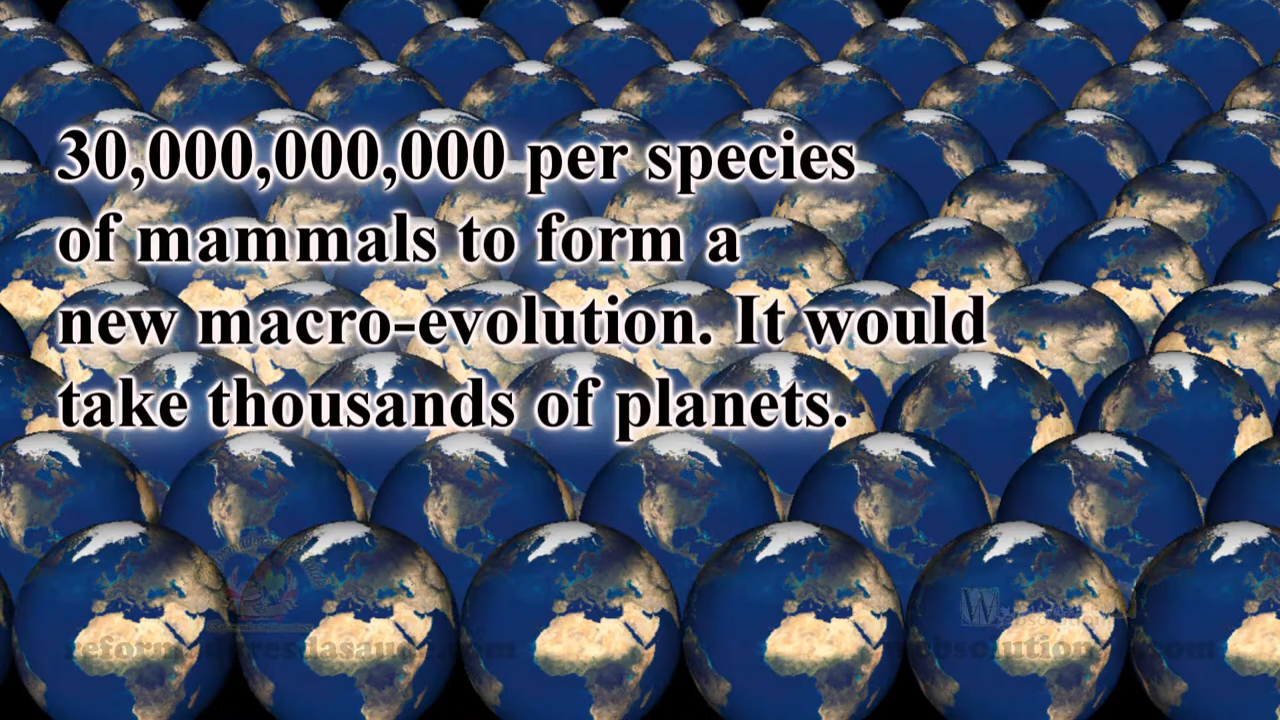 30,000,000,000 per species
of mammals to form a
new macro-evolution. It would
take thousands of planets.